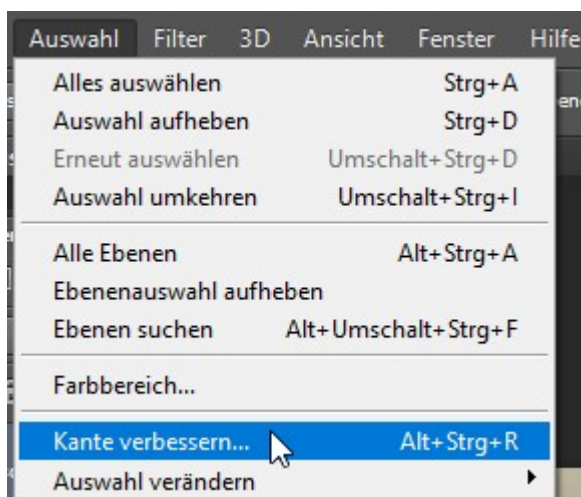 Auswahl Filter 3D Ansicht Fenster Hilfe
Alles auswählen Strg+A
Auswahl aufheben Strg+D
Erneut auswählen Umschalt+Strg+D
Auswahl umkehren Umschalt+Strg+I
Alle Ebenen Alt+Strg+A
Ebenenauswahl aufheben
Ebenen suchen Alt+Umschalt+Strg+F
Farbbereich...
Kante verbessern... Alt+Strg+R
Auswahl verändern